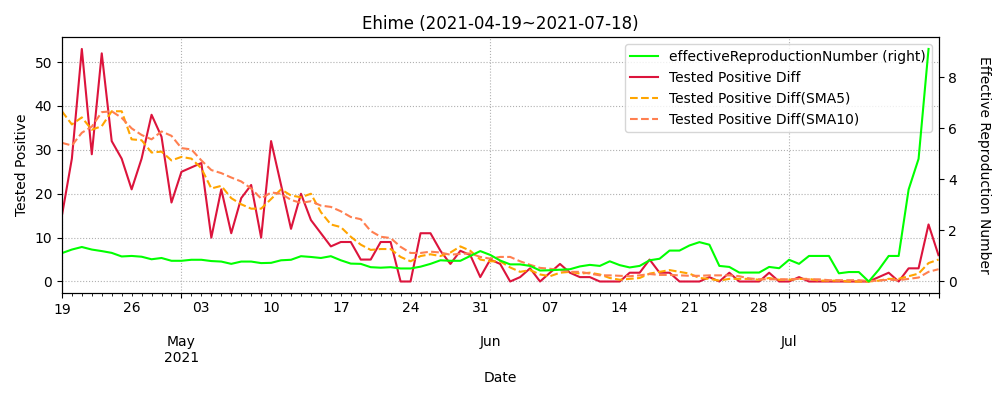 Ehime (2021-04-19~2021-07-18)
effectiveReproductionNumber (right)
Tested Positive Diff
Tested Positive Diff(SMA5)
Tested Positive Diff(SMA10)
Tested Positive
50
40
30
20
10
0
8
6
4
2
0
Effective Reproduction Number
19 26 03 10 17 24 31 07 14 21 28 05 12
May Jun Jul
2021
Date